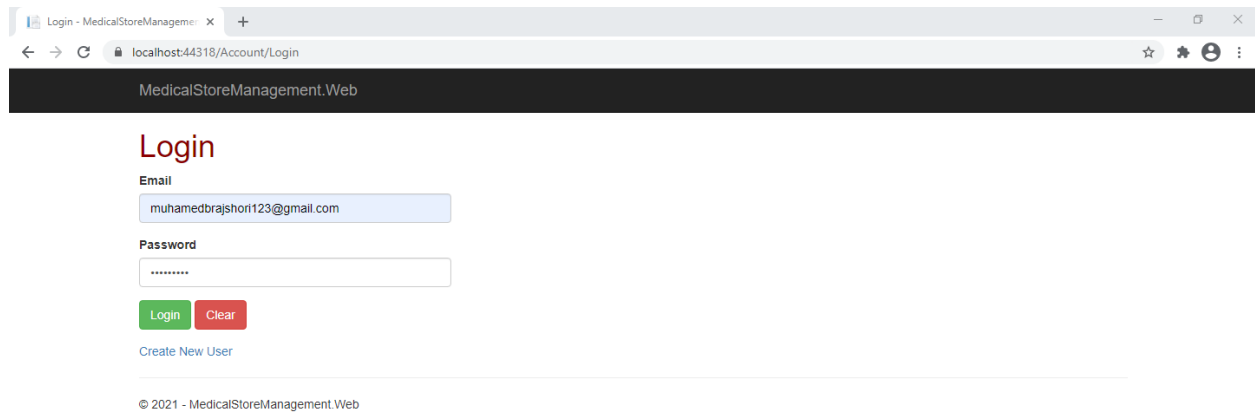 Login - MedicalStoreManagemen
localhost:44318/Account/Login
MedicalStoreManagement.Web
Login
Email
muhamedbrajshori123@gmail.com
Password
•••••••••
Login Clear
Create New User
© 2021 - MedicalStoreManagement.Web